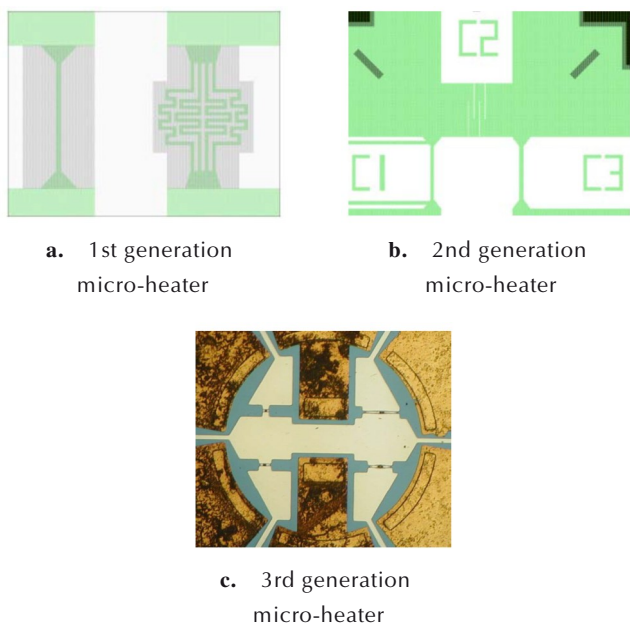 C2
C1
C3
a. 1st generation
micro-heater
b. 2nd generation
micro-heater
c. 3rd generation
micro-heater